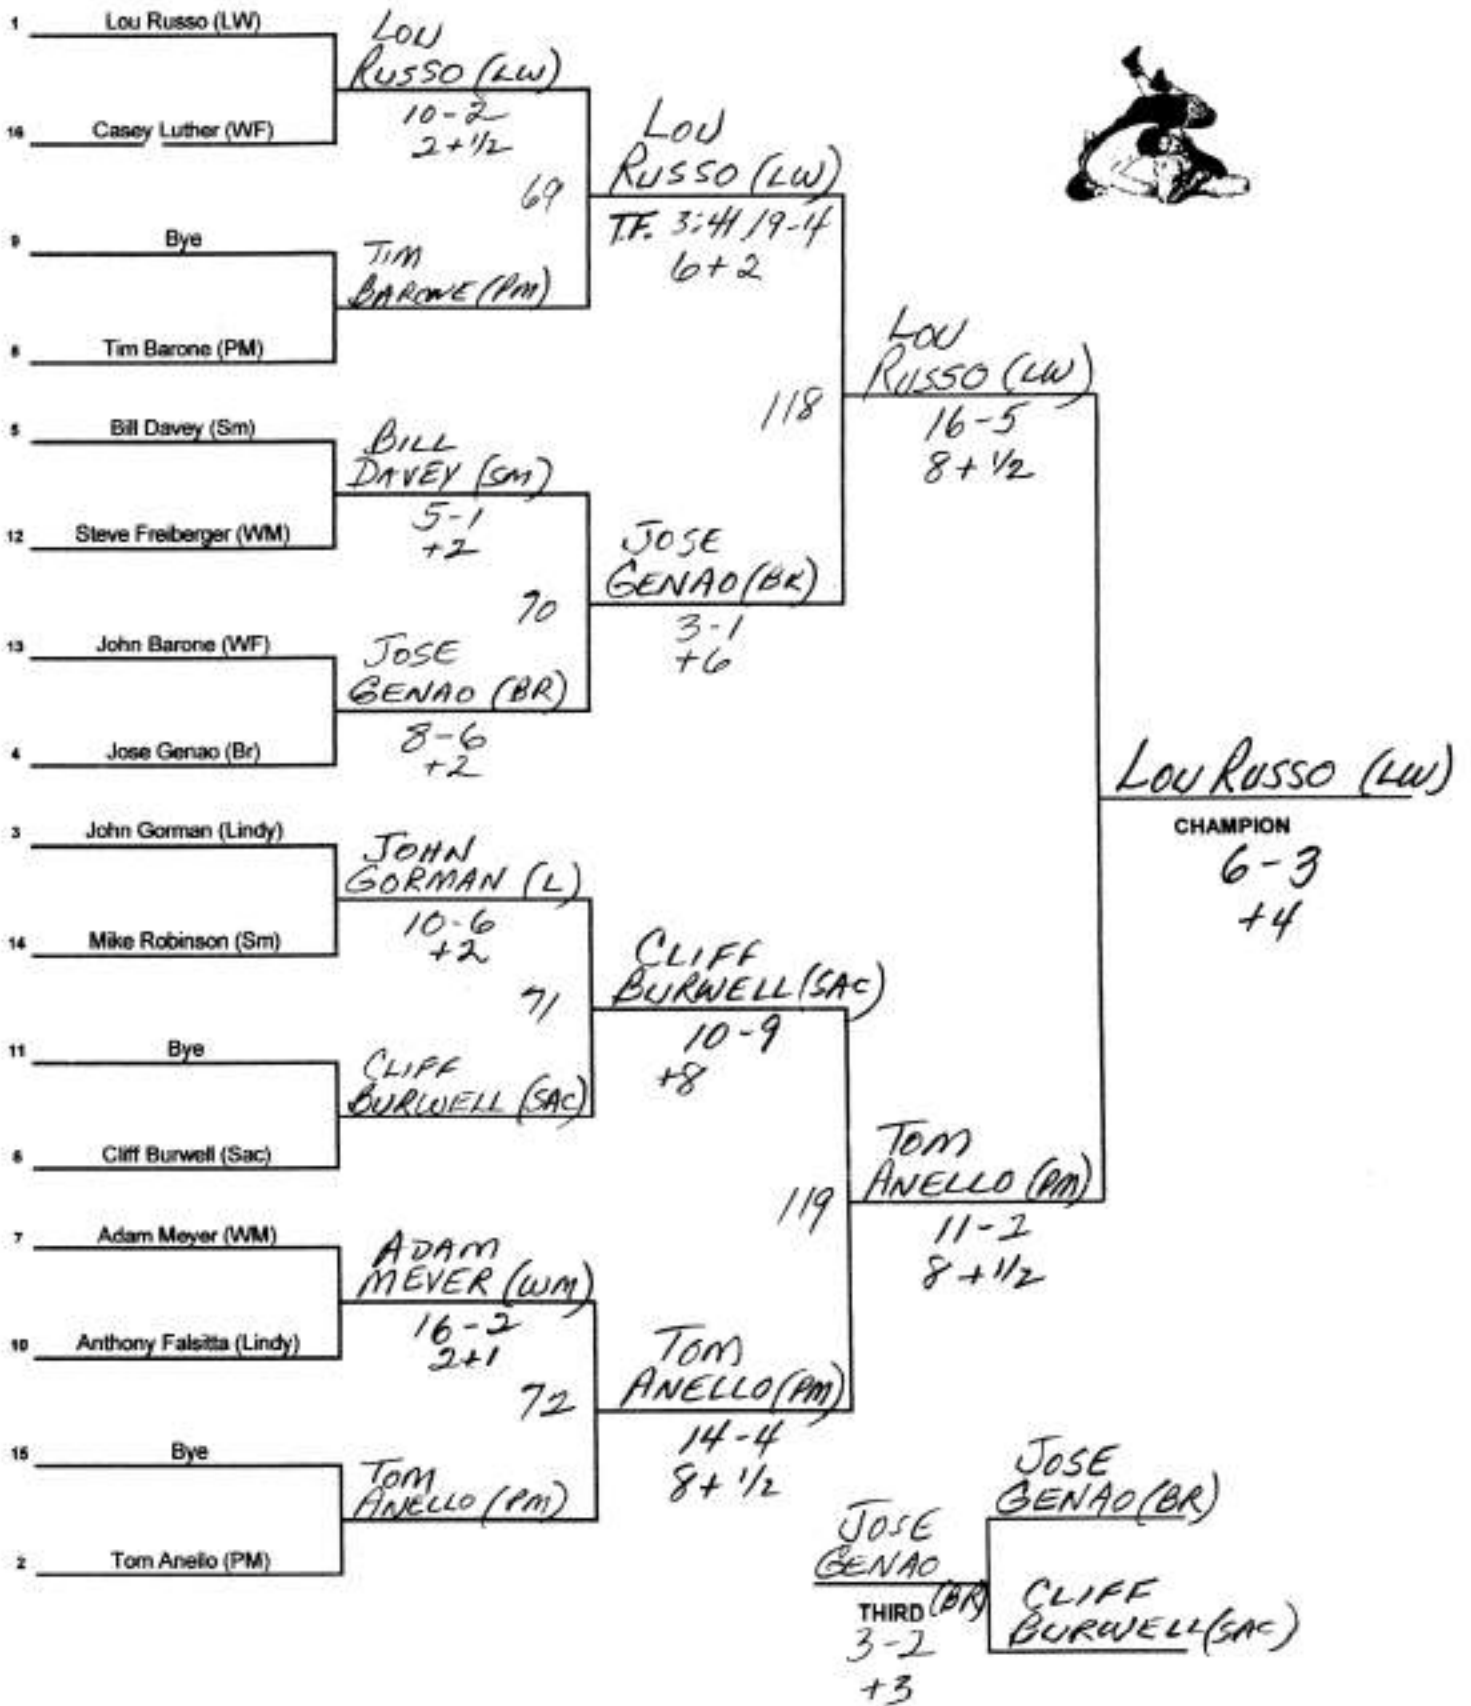 1 Lou Russo (LW)
16 Casey Luther (WF)
9 Bye
8 Tim Barone (PM)
5 Bill Davey (Sm)
12 Steve Freiberger (WM)
13 John Barone (WF)
4 Jose Genao (Br)
3 John Gorman (Lindy)
14 Mike Robinson (Sm)
11 Bye
6 Cliff Burwell (Sac)
7 Adam Meyer (WM)
10 Anthony Falsitta (Lindy)
15 Bye
2 Tom Anello (PM)
LOU
RUSSO (LW)
10-2
2+1/2
69
TIM
BARONE (PM)
BILL
DAVEY (SM)
5-1
+2
70
JOSE
GENAO (BR)
8-6
+2
JOHN
GORMAN (L)
10-6
+2
71
CLIFF
BURWELL (SAC)
ADAM
MEYER (WM)
16-2
2+1
72
TOM
ANELLO (PM)
LOU
RUSSO (LW)
T.F. 3:41 19-4
6+2
118
JOSE
GENAO (BR)
3-1
+6
CLIFF
BURWELL (SAC)
10-9
+8
119
TOM
ANELLO (PM)
14-4
8+1/2
LOU
RUSSO (LW)
16-5
8+1/2
TOM
ANELLO (PM)
11-2
8+1/2
LOU RUSSO (LW)
CHAMPION
6-3
+4
JOSE
GENAO (BR)
CLIFF
BURWELL (SAC)
JOSE
GENAO
(BR)
THIRD
3-2
+3